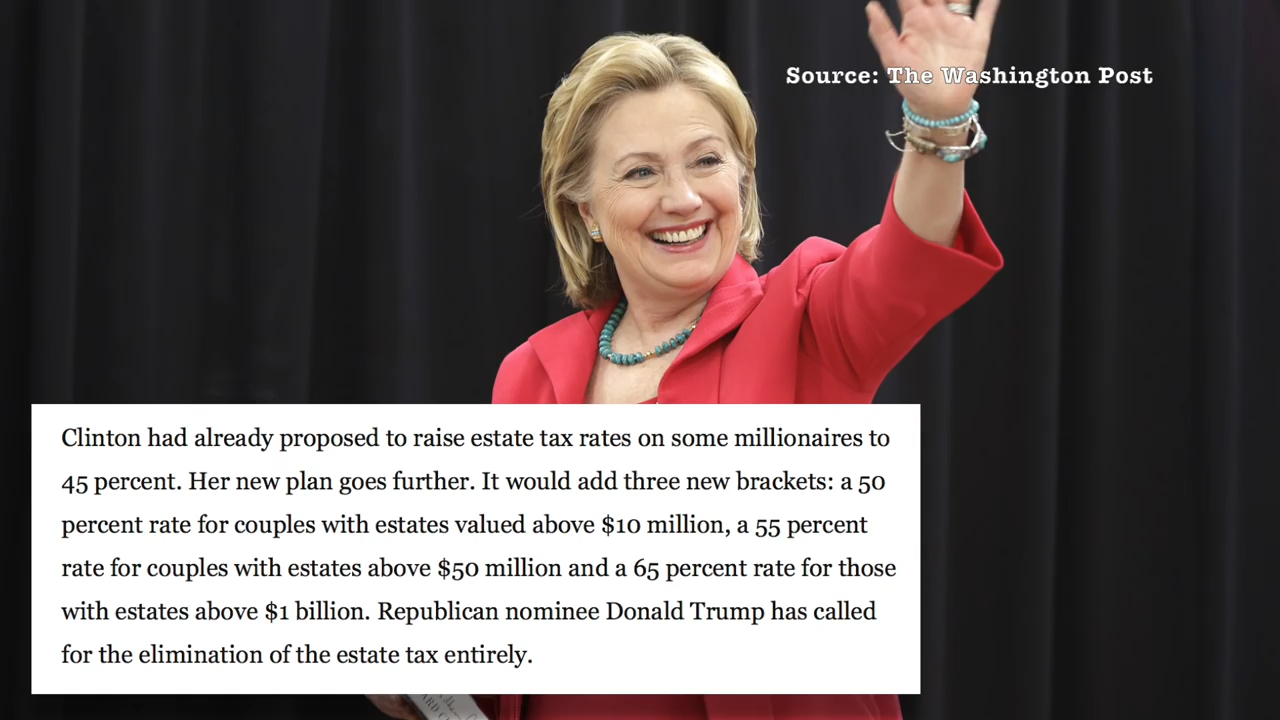 Source: The Washington Post
Clinton had already proposed to raise estate tax rates on some millionaires to
45 percent. Her new plan goes further. It would add three new brackets: a 50
percent rate for couples with estates valued above $10 million, a 55 percent
rate for couples with estates above $50 million and a 65 percent rate for those
with estates above $1 billion. Republican nominee Donald Trump has called
for the elimination of the estate tax entirely.